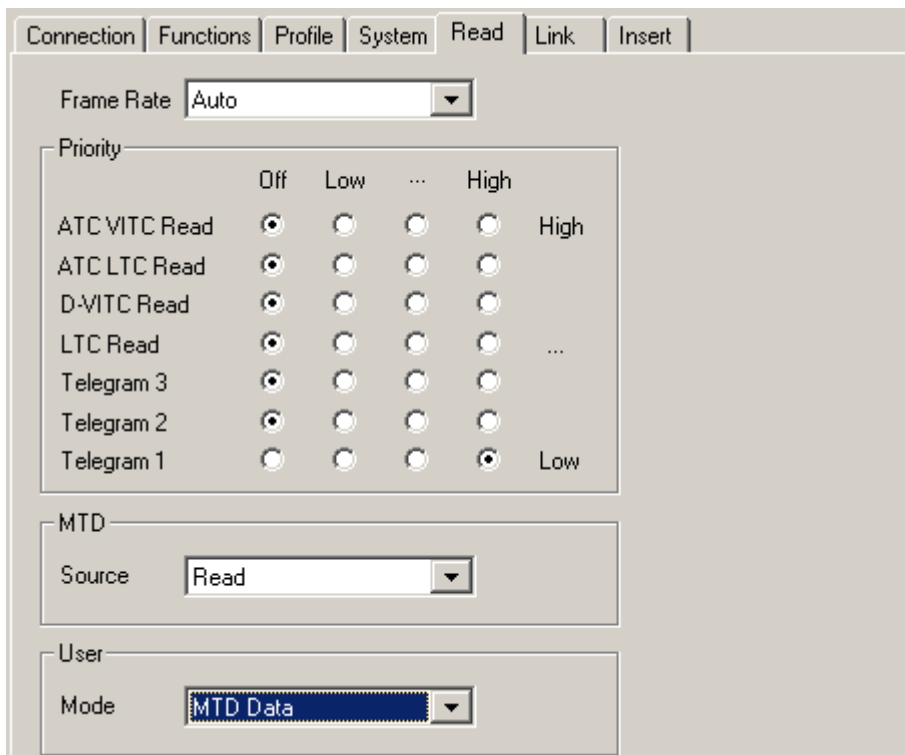 Connection Functions Profile System Read Link Insert
Frame Rate Auto
Priority
Off Low ... High
ATC VITC Read High
ATC LTC Read
D-VITC Read
LTC Read ...
Telegram 3
Telegram 2
Telegram 1 Low
MTD
Source Read
User
Mode MTD Data